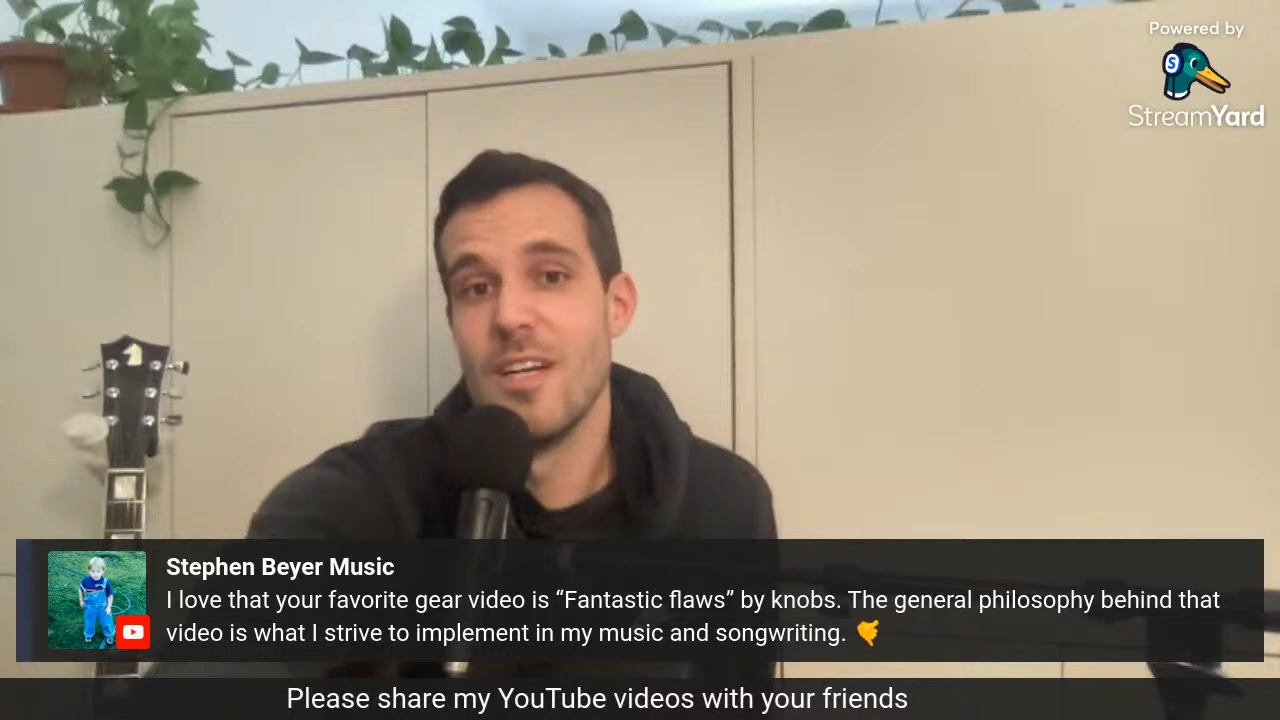 Powered by
StreamYard
Stephen Beyer Music
I love that your favorite gear video is “Fantastic flaws” by knobs. The general philosophy behind that
video is what I strive to implement in my music and songwriting. 🤙
Please share my YouTube videos with your friends